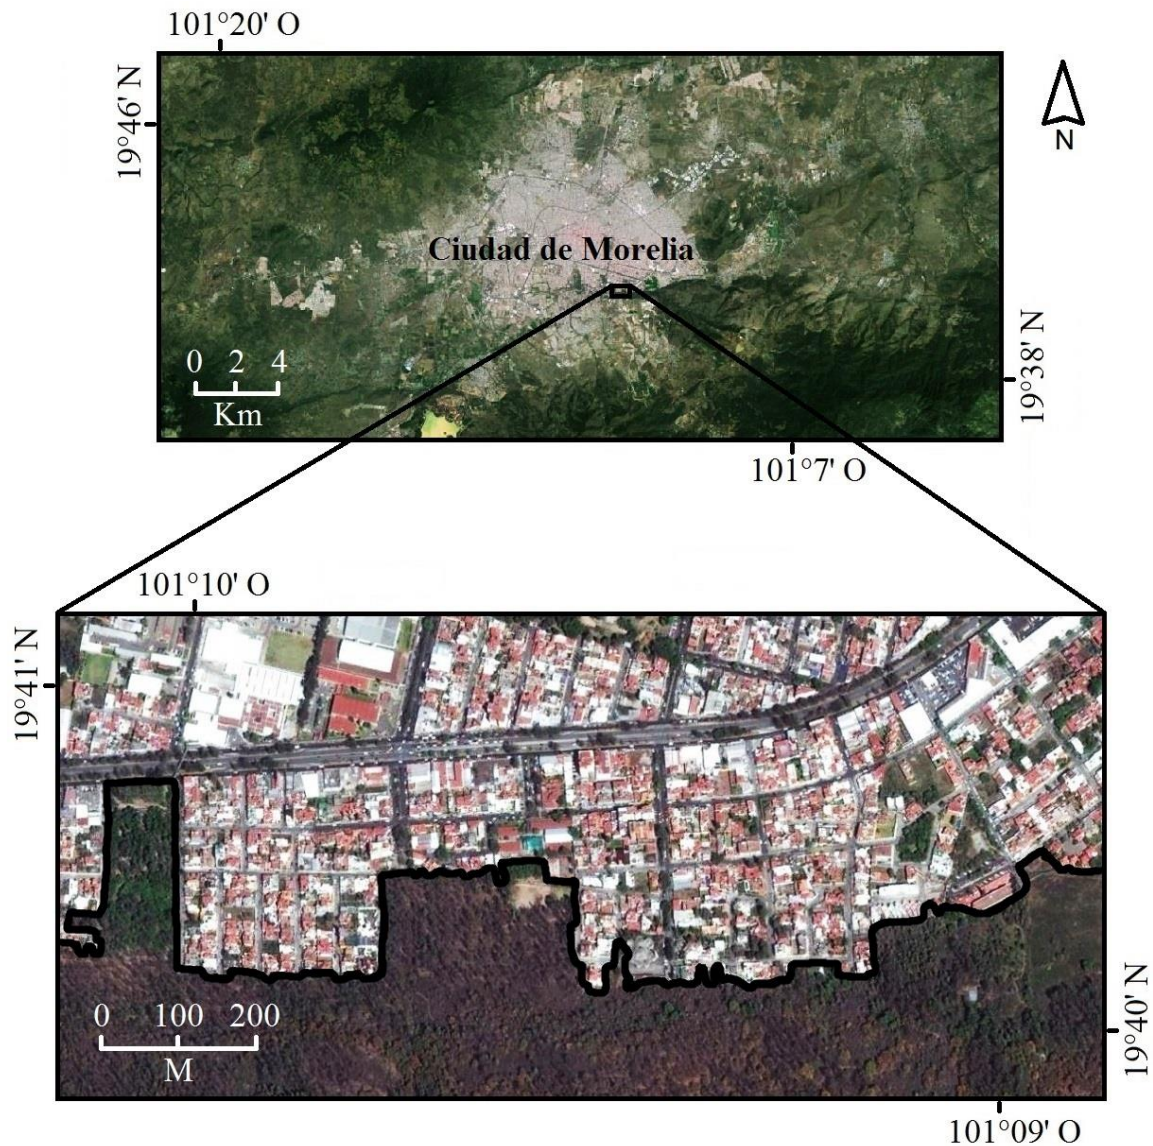 101°20' O
19°46' N
N
Ciudad de Morelia
0 2 4
Km
19°38' N
101°7' O
101°10' O
19°41' N
0 100 200
M
19°40' N
101°09' O